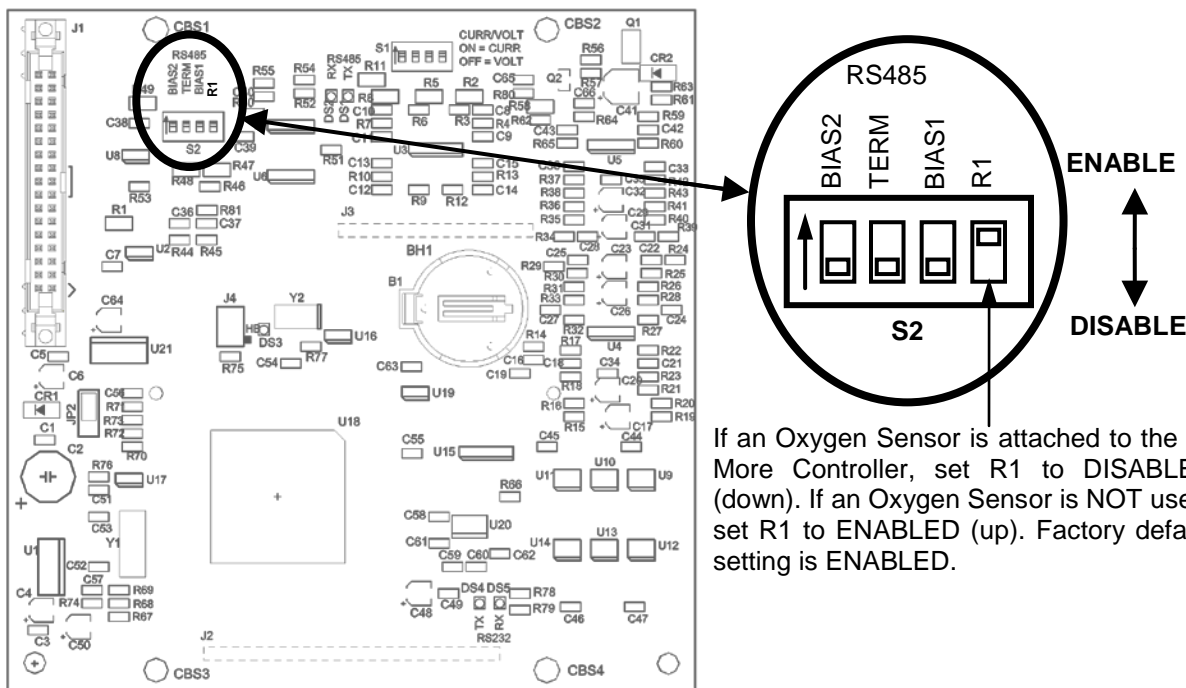 J1
CBS1
RS485
BIAS2
TERM
BIAS1
R1
S2
C38
U8
R53
R1
C7
C39
R55
R54
R52
RS485
RX
TX
DS2
DS1
R51
R11
S1
CURR/VOLT
ON = CURR
OFF = VOLT
CBS2
Q1
CR2
R56
R57
Q2
C65
R80
R58
R62
C66
R64
C41
R63
R61
R59
C42
R60
C43
R65
U5
R5
R2
R6
R3
C8
R4
C9
C10
R7
U3
C13
R10
C12
C15
R13
C14
R9
R12
R48
R47
R46
R81
C37
C36
U2
R44
R45
J3
BH1
B1
R37
R38
R36
R35
R34
C28
C32
C31
C33
R43
R41
R40
R39
C23
C22
R24
C25
R29
R30
R31
R33
C27
R32
C26
R25
R26
R28
C24
R27
U4
C64
J4
Y2
HB
DS3
U16
R77
C54
R75
U21
C5
C6
CR1
JP2
C1
C2
C56
R71
R73
R72
R70
R76
C51
C53
U17
Y1
U1
C52
C57
R74
R69
R68
R67
C4
C3
C50
U18
C63
U19
C55
U15
R14
C16
C19
R17
C18
R18
R16
R15
C34
C20
C17
R22
C21
R23
R21
R20
R19
C45
C44
U11
U10
U9
R66
C58
C61
U20
C59
C60
C62
U14
U13
U12
C48
C49
DS4
DS5
TX
RX
RS232
R78
R79
C46
C47
J2
CBS3
CBS4
RS485
BIAS2
TERM
BIAS1
R1
S2
ENABLE
DISABLE
If an Oxygen Sensor is attached to the
More Controller, set R1 to DISABLE
(down). If an Oxygen Sensor is NOT use
set R1 to ENABLED (up). Factory defa
setting is ENABLED.